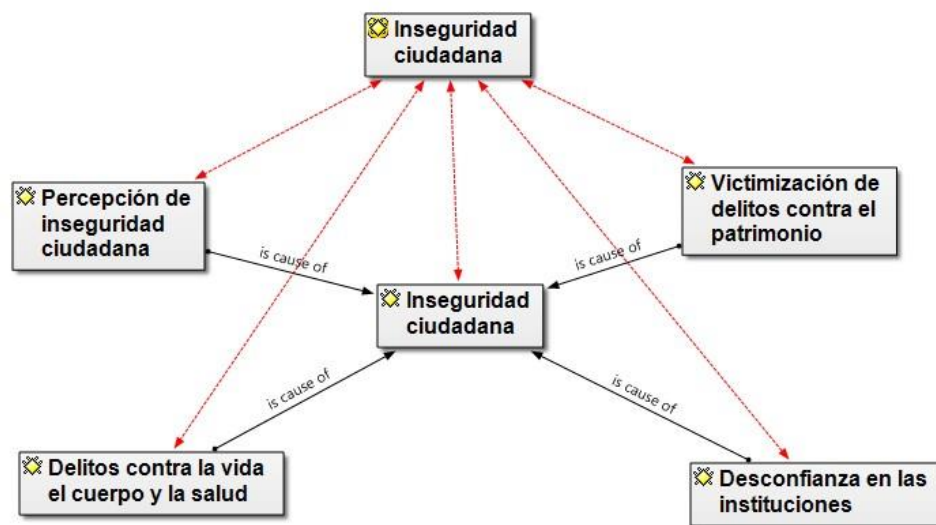 Inseguridad
ciudadana
Percepción de
inseguridad
ciudadana
Victimización de
delitos contra el
patrimonio
is cause of
is cause of
Inseguridad
ciudadana
is cause of
is cause of
Delitos contra la vida
el cuerpo y la salud
Desconfianza en las
instituciones